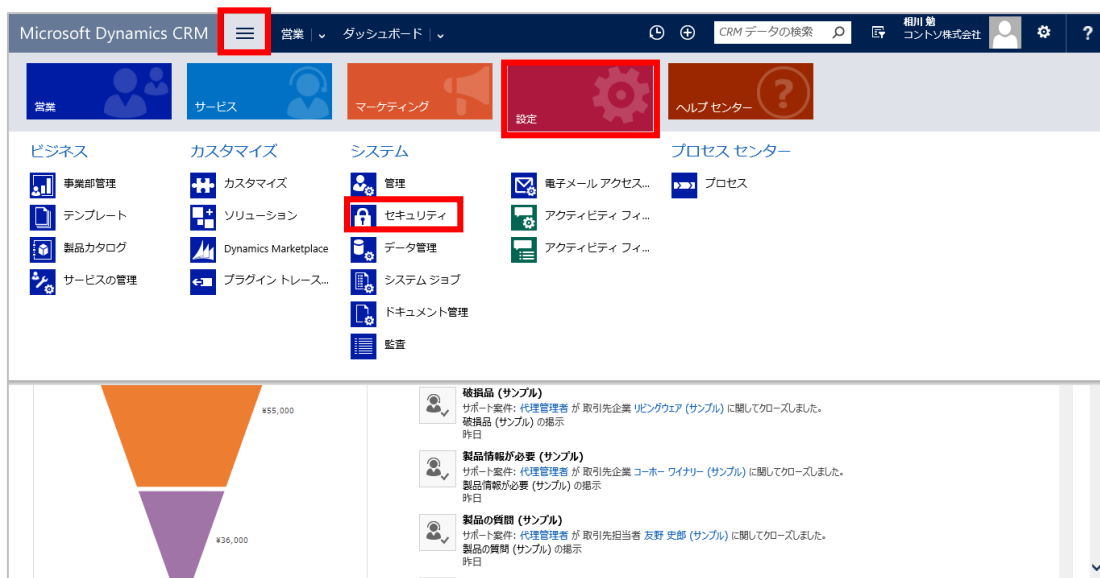 Microsoft Dynamics CRM
営業
ダッシュボード
CRM データの検索
相川 勉
コントソ株式会社
?
営業
サービス
マーケティング
設定
ヘルプ センター
ビジネス
カスタマイズ
システム
プロセス センター
事業部管理
カスタマイズ
管理
電子メール アクセス...
プロセス
テンプレート
ソリューション
セキュリティ
アクティビティ フィ...
製品カタログ
Dynamics Marketplace
データ管理
アクティビティ フィ...
サービスの管理
プラグイン トレース...
システム ジョブ
ドキュメント管理
監査
¥55,000
¥36,000
破損品 (サンプル)
サポート案件: 代理管理者 が 取引先企業 リビングウェア (サンプル) に関してクローズしました。
破損品 (サンプル) の掲示
昨日
製品情報が必要 (サンプル)
サポート案件: 代理管理者 が 取引先企業 コーホー ワイナリー (サンプル) に関してクローズしました。
製品情報が必要 (サンプル) の掲示
昨日
製品の質問 (サンプル)
サポート案件: 代理管理者 が 取引先担当者 友野 史郎 (サンプル) に関してクローズしました。
製品の質問 (サンプル) の掲示
昨日